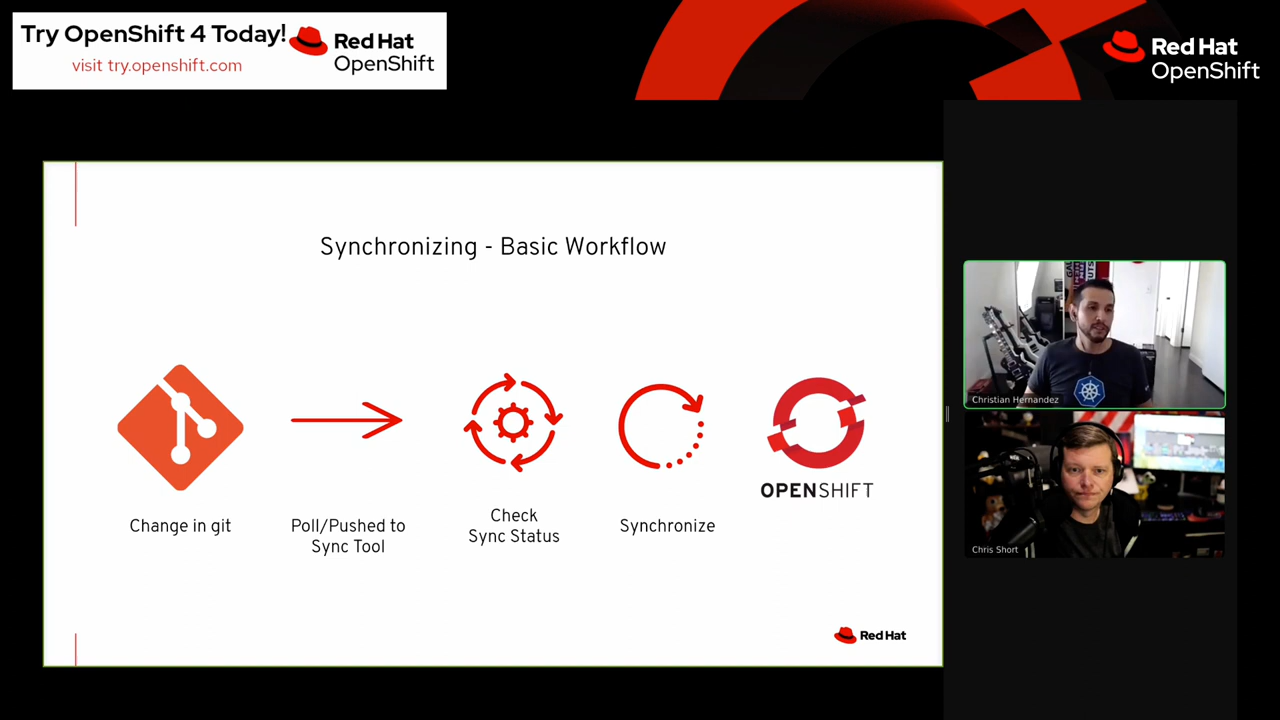 Try OpenShift 4 Today!
visit try.openshift.com
Red Hat
OpenShift
Red Hat
OpenShift
Synchronizing - Basic Workflow
OPENSHIFT
Change in git
Poll/Pushed to
Sync Tool
Check
Sync Status
Synchronize
Red Hat
Christian Hernandez
Chris Short